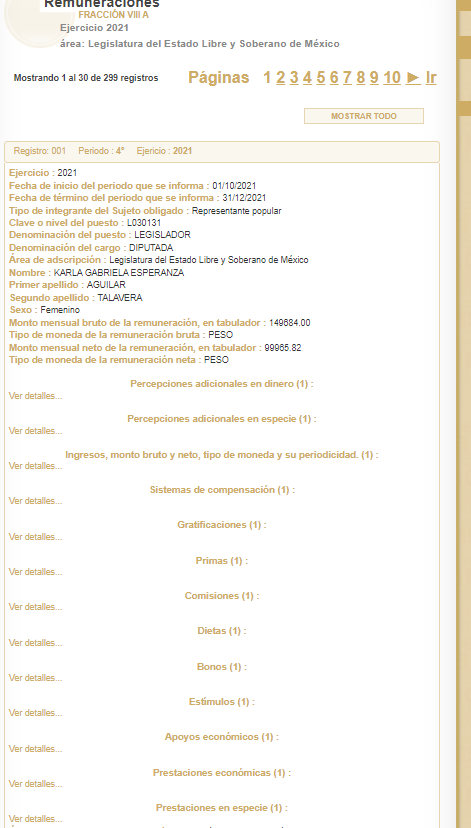 Remuneraciones
FRACCIÓN VIII A
Ejercicio 2021
área: Legislatura del Estado Libre y Soberano de México
Mostrando 1 al 30 de 299 registros Páginas 1 2 3 4 5 6 7 8 9 10 ► Ir
MOSTRAR TODO
Registro: 001 Periodo : 4° Ejericio : 2021
Ejercicio : 2021
Fecha de inicio del periodo que se informa : 01/10/2021
Fecha de término del periodo que se informa : 31/12/2021
Tipo de integrante del Sujeto obligado : Representante popular
Clave o nivel del puesto : L030131
Denominación del puesto : LEGISLADOR
Denominación del cargo : DIPUTADA
Área de adscripción : Legislatura del Estado Libre y Soberano de México
Nombre : KARLA GABRIELA ESPERANZA
Primer apellido : AGUILAR
Segundo apellido : TALAVERA
Sexo : Femenino
Monto mensual bruto de la remuneración, en tabulador : 149684.00
Tipo de moneda de la remuneración bruta : PESO
Monto mensual neto de la remuneración, en tabulador : 99965.82
Tipo de moneda de la remuneración neta : PESO
Percepciones adicionales en dinero (1) :
Ver detalles...
Percepciones adicionales en especie (1) :
Ver detalles...
Ingresos, monto bruto y neto, tipo de moneda y su periodicidad. (1) :
Ver detalles...
Sistemas de compensación (1) :
Ver detalles...
Gratificaciones (1) :
Ver detalles...
Primas (1) :
Ver detalles...
Comisiones (1) :
Ver detalles...
Dietas (1) :
Ver detalles...
Bonos (1) :
Ver detalles...
Estímulos (1) :
Ver detalles...
Apoyos económicos (1) :
Ver detalles...
Prestaciones económicas (1) :
Ver detalles...
Prestaciones en especie (1) :
Ver detalles...